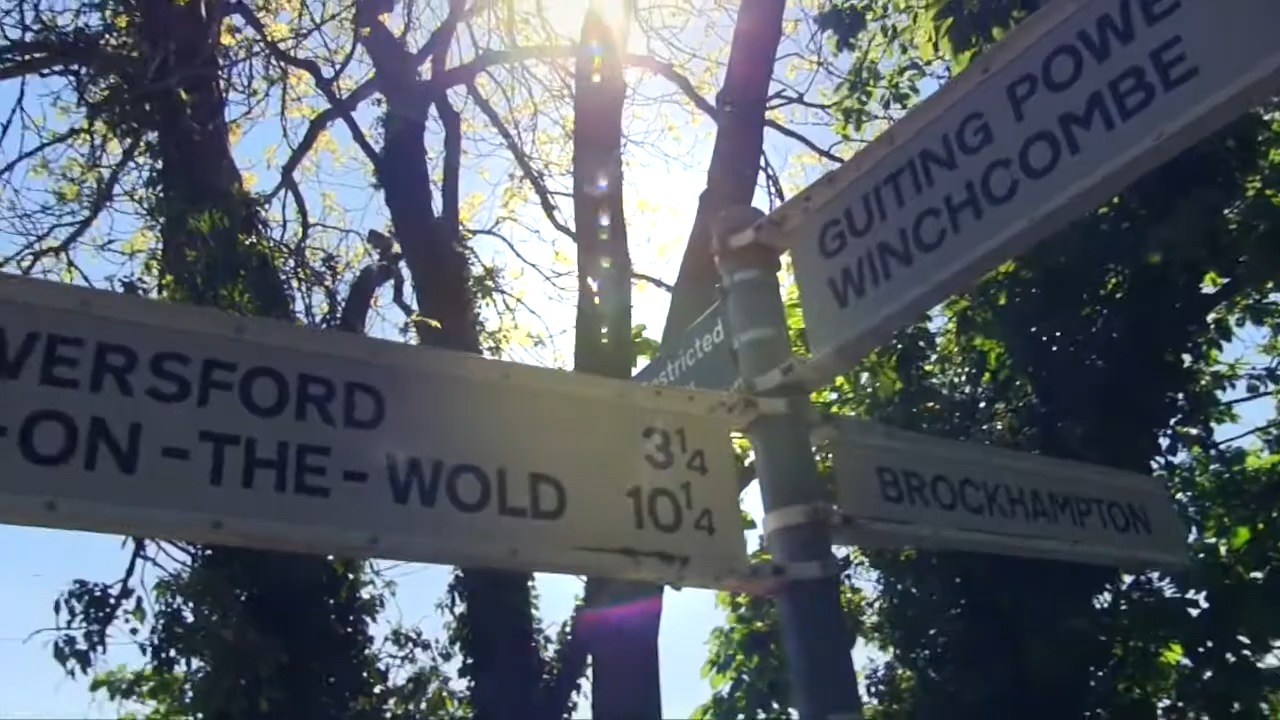 VERSFORD 3¼
-ON-THE-WOLD 10¼
estricted
GUITING POWE
WINCHCOMBE
BROCKHAMPTON